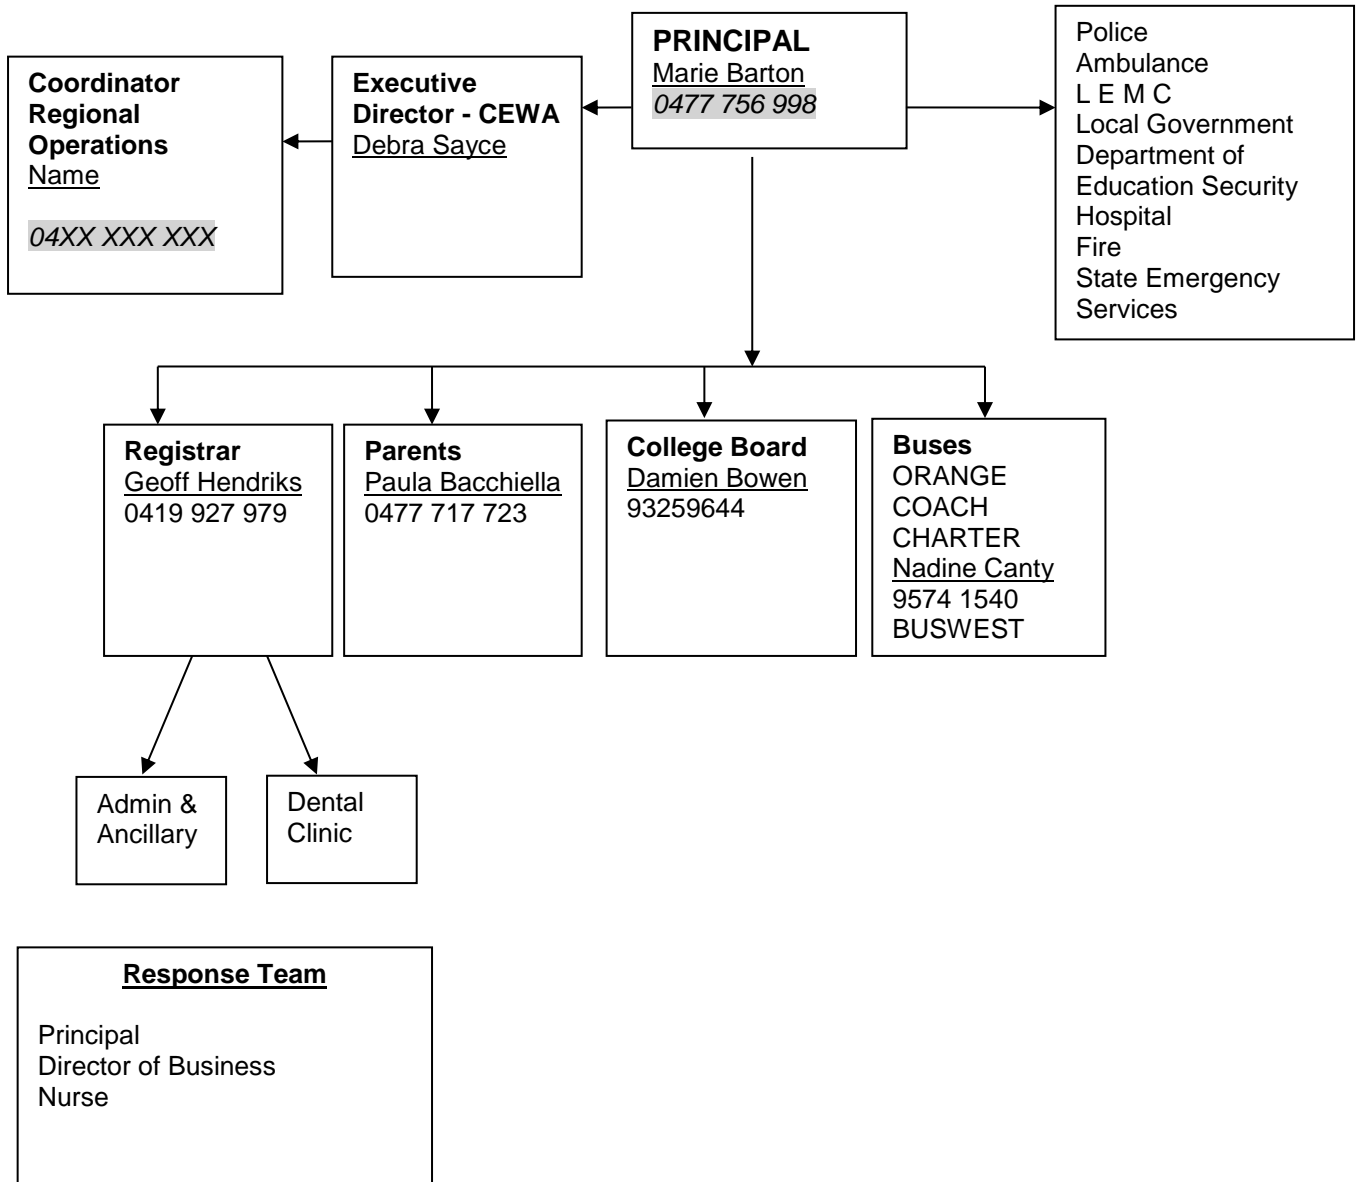 PRINCIPAL
Marie Barton
0477 756 998
Coordinator
Regional
Operations
Name
04XX XXX XXX
Executive
Director - CEWA
Debra Sayce
Police
Ambulance
L E M C
Local Government
Department of
Education Security
Hospital
Fire
State Emergency
Services
Registrar
Geoff Hendriks
0419 927 979
Parents
Paula Bacchiella
0477 717 723
College Board
Damien Bowen
93259644
Buses
ORANGE
COACH
CHARTER
Nadine Canty
9574 1540
BUSWEST
Admin &
Ancillary
Dental
Clinic
Response Team
Principal
Director of Business
Nurse